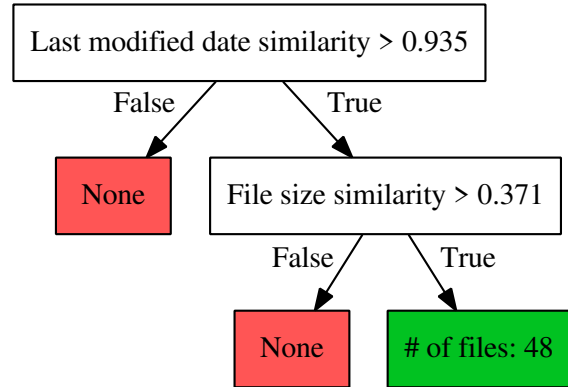 Last modified date similarity > 0.935
False
True
None
File size similarity > 0.371
False
True
None
# of files: 48